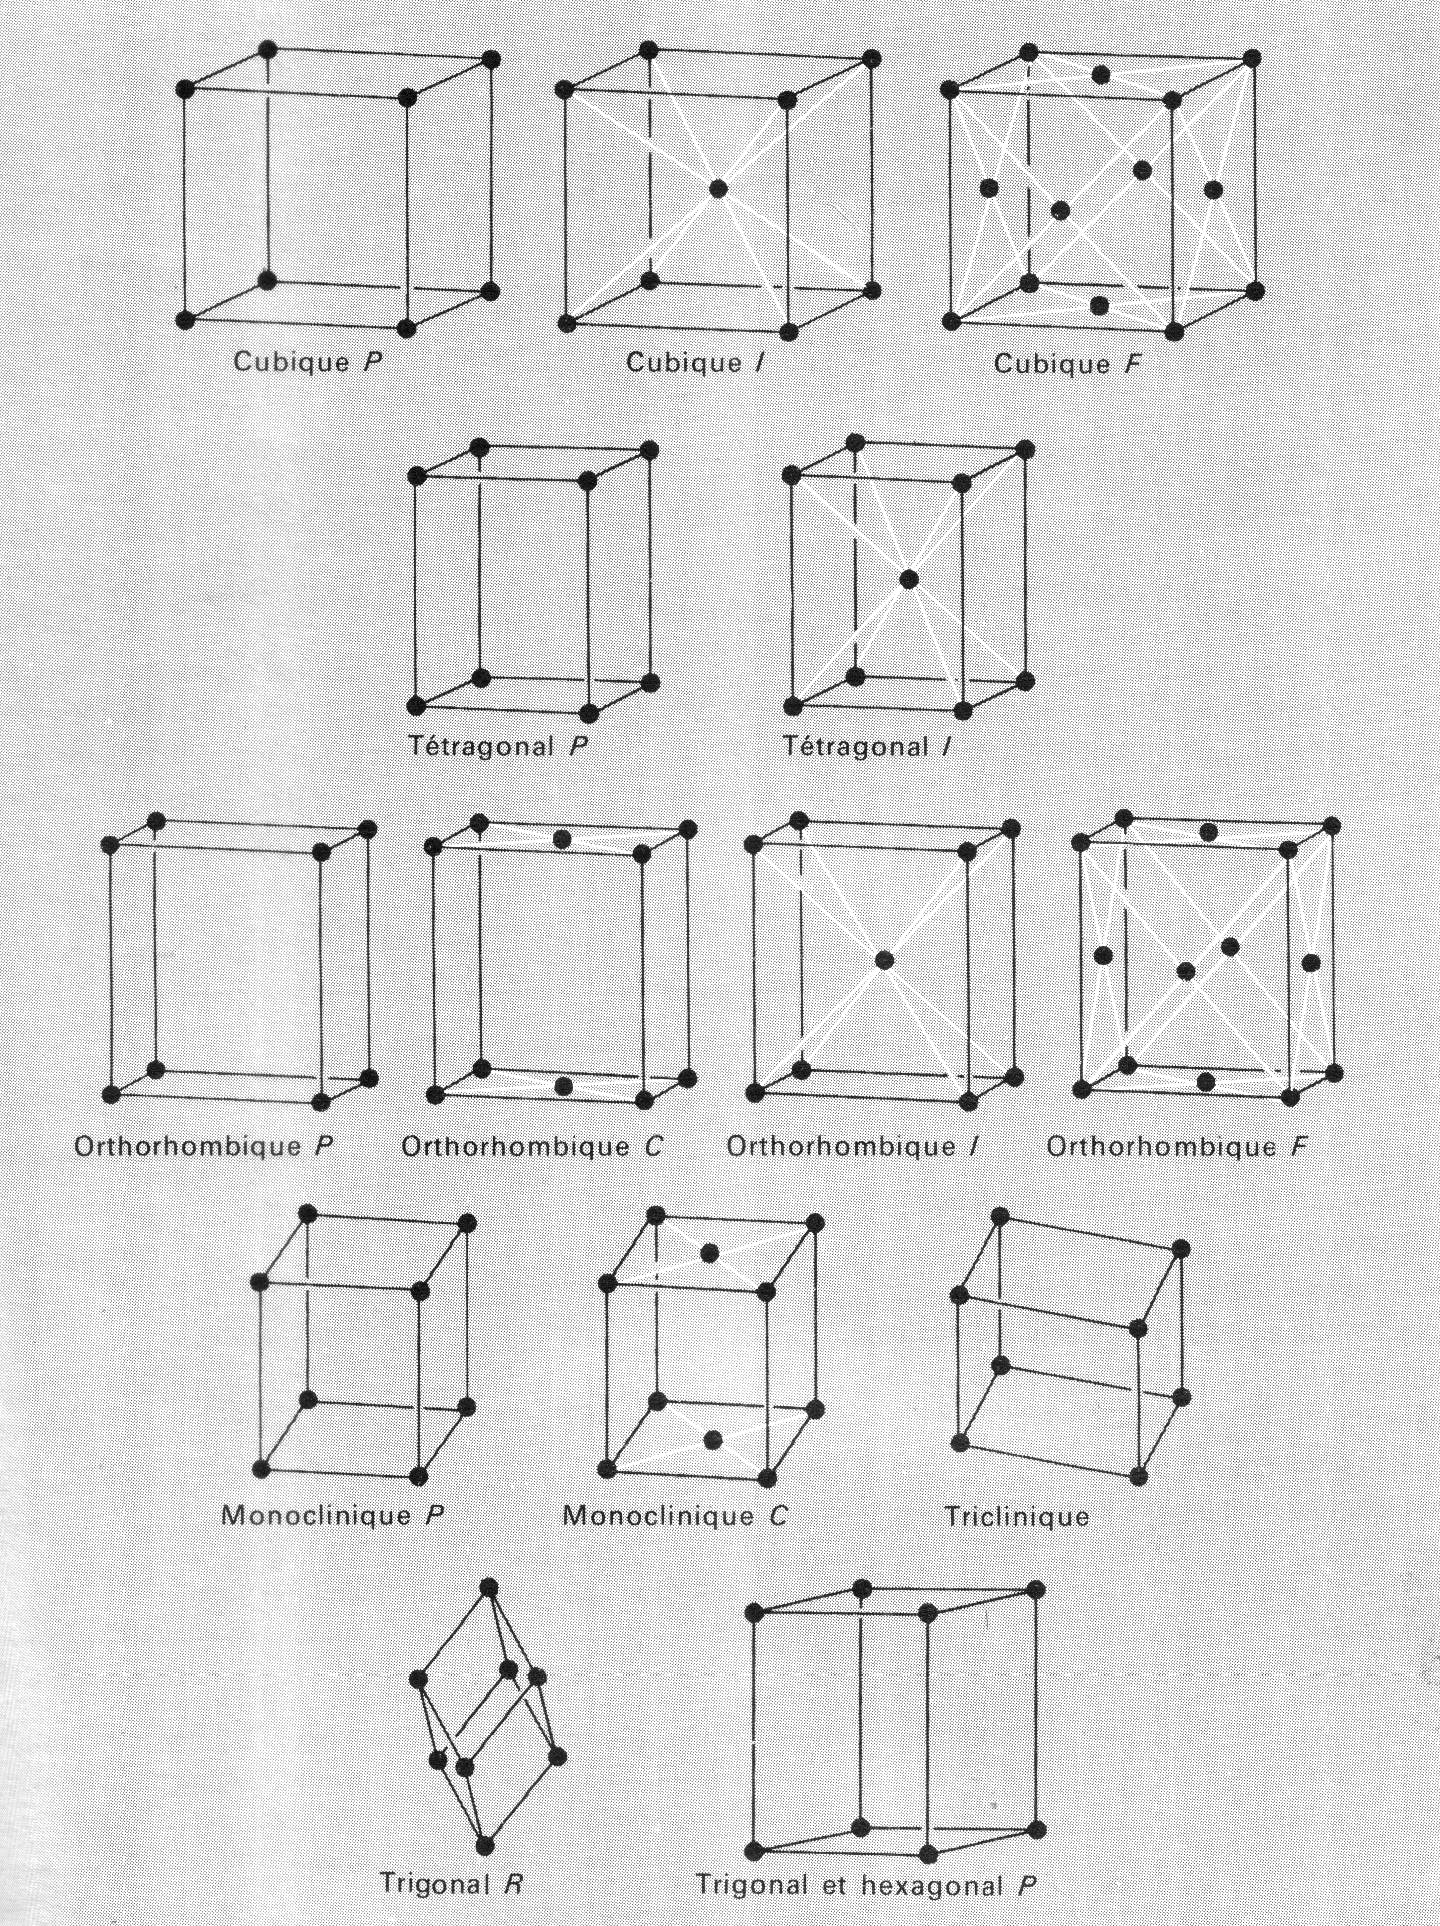 Cubique P
Cubique I
Cubique F
Tétragonal P
Tétragonal I
Orthorhombique P
Orthorhombique C
Orthorhombique I
Orthorhombique F
Monoclinique P
Monoclinique C
Triclinique
Trigonal R
Trigonal et hexagonal P